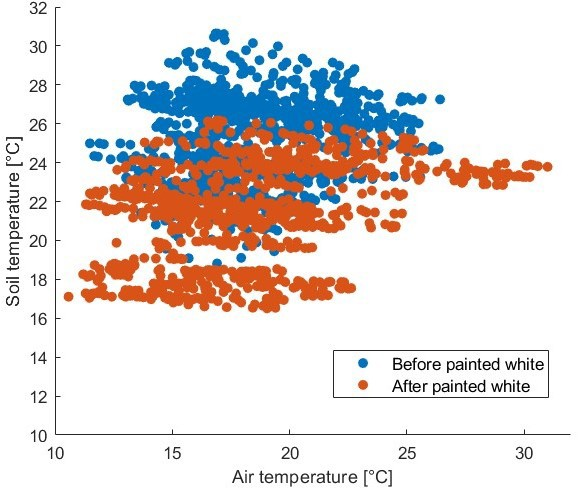 32
30
28
26
24
22
20
18
16
14
12
10
Soil temperature [°C]
Before painted white
After painted white
10 15 20 25 30
Air temperature [°C]